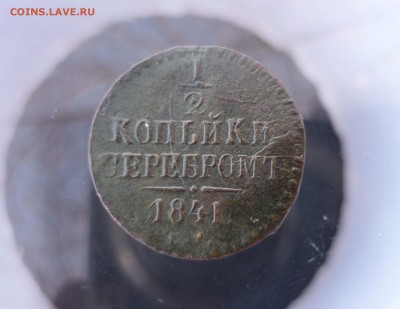 COINS.LAVE.RU
1
2
КОПѢЙКИ
СЕРЕБРОМЪ
1841